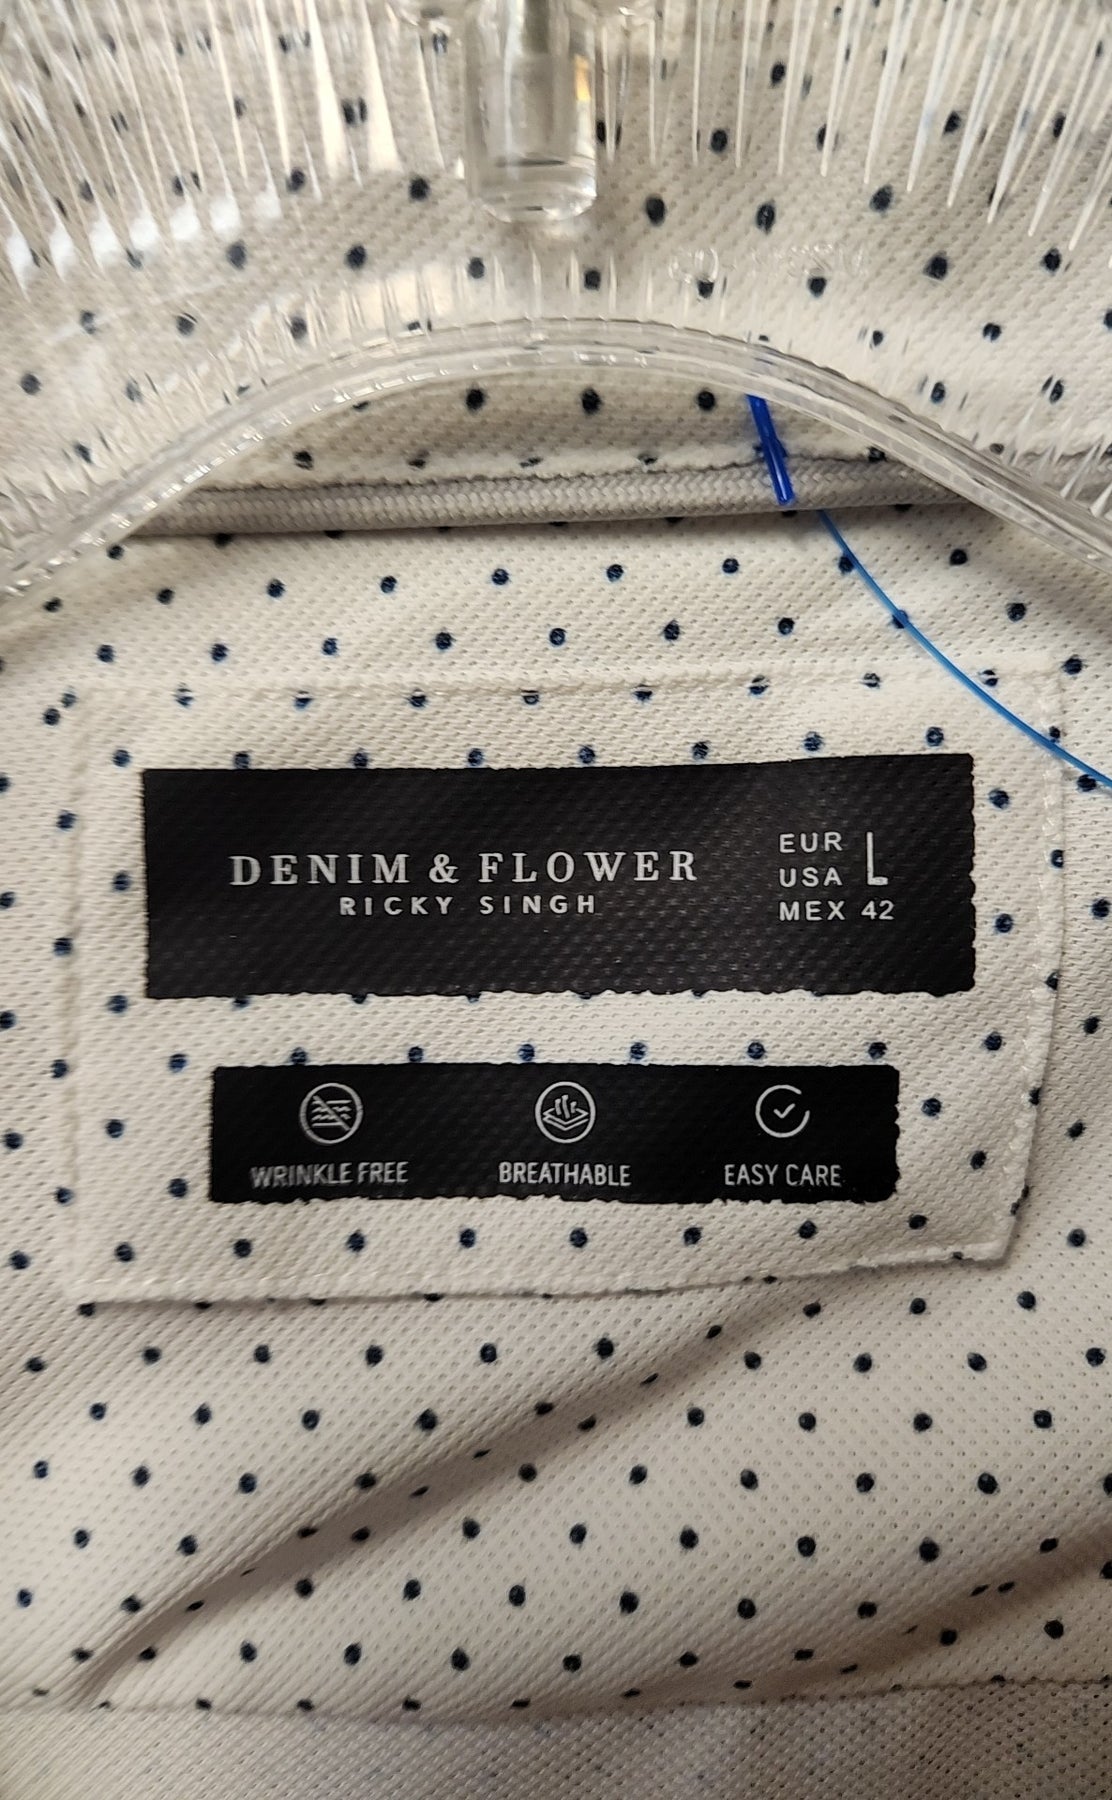 DENIM & FLOWER
RICKY SINGH
EUR
USA L
MEX 42
WRINKLE FREE
BREATHABLE
EASY CARE